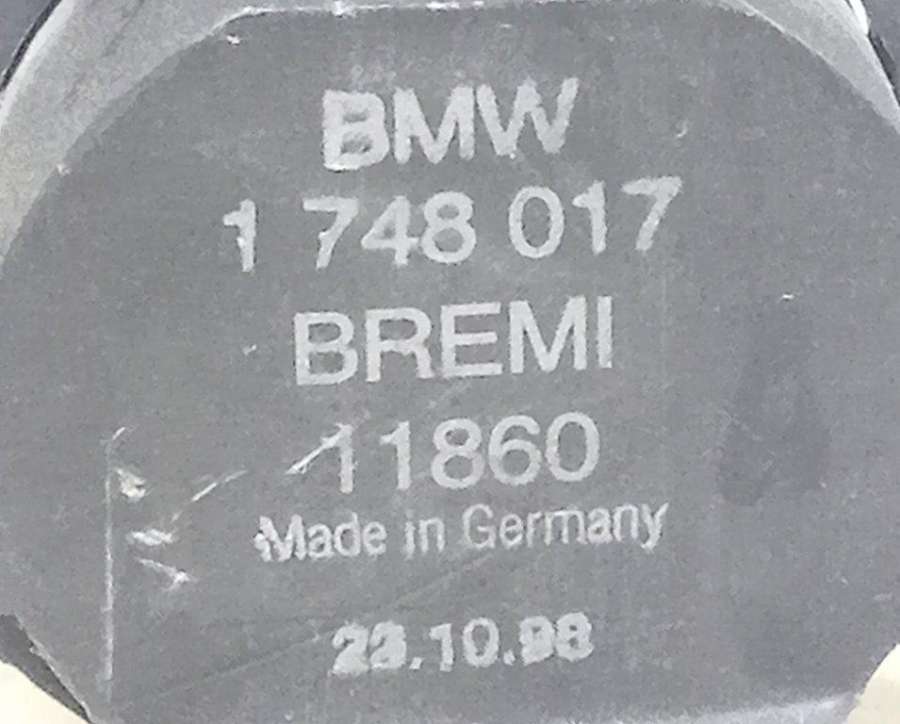 BMW
1 748 017
BREMI
11860
Made in Germany
23.10.98